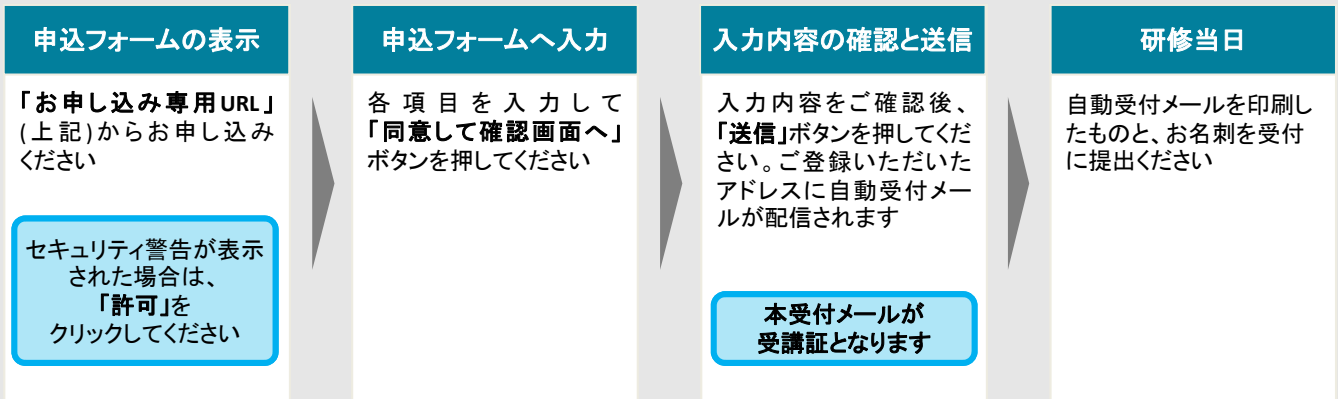 申込フォームの表示
「お申し込み専用URL」
(上記)からお申し込み
ください
セキュリティ警告が表示
された場合は、
「許可」を
クリックしてください
申込フォームへ入力
各項目を入力して
「同意して確認画面へ」
ボタンを押してください
入力内容の確認と送信
入力内容をご確認後、
「送信」ボタンを押してくだ
さい。ご登録いただいた
アドレスに自動受付メー
ルが配信されます
本受付メールが
受講証となります
研修当日
自動受付メールを印刷し
たものと、お名刺を受付
に提出ください